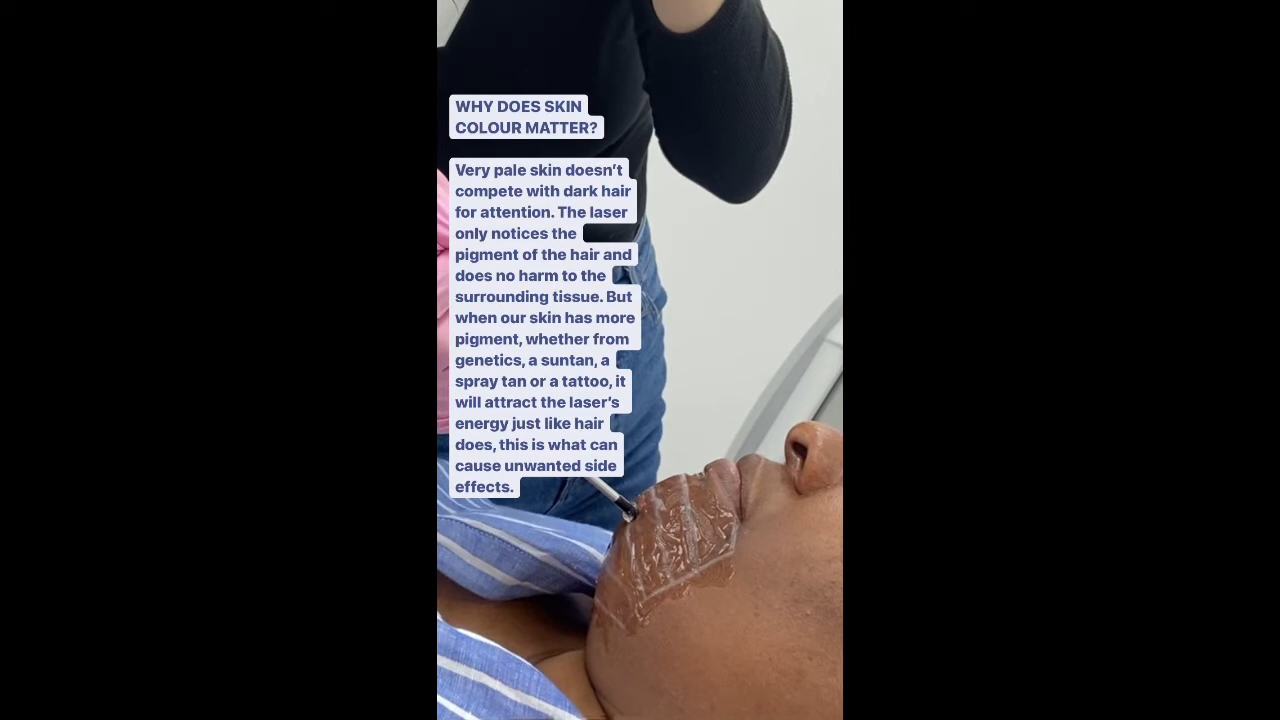 WHY DOES SKIN
COLOUR MATTER?
Very pale skin doesn't
compete with dark hair
for attention. The laser
only notices the
pigment of the hair and
does no harm to the
surrounding tissue. But
when our skin has more
pigment, whether from
genetics, a suntan, a
spray tan or a tattoo, it
will attract the laser's
energy just like hair
does, this is what can
cause unwanted side
effects.